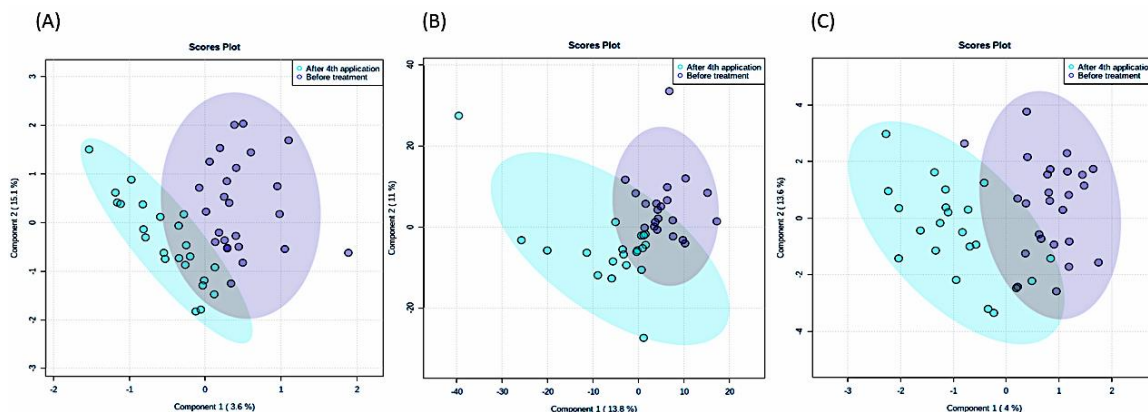 (A)
Scores Plot
After 4th application
Before treatment
3
2
1
0
-1
-2
-3
Component 2 ( 15.1 %)
-2
-1
0
1
2
Component 1 ( 3.6 %)
(B)
Scores Plot
After 4th application
Before treatment
40
20
0
-20
Component 2 ( 11 %)
-40
-30
-20
-10
0
10
20
Component 1 ( 13.8 %)
(C)
Scores Plot
After 4th application
Before treatment
4
2
0
-2
-4
Component 2 ( 13.6 %)
-3
-2
-1
0
1
2
Component 1 ( 4 %)